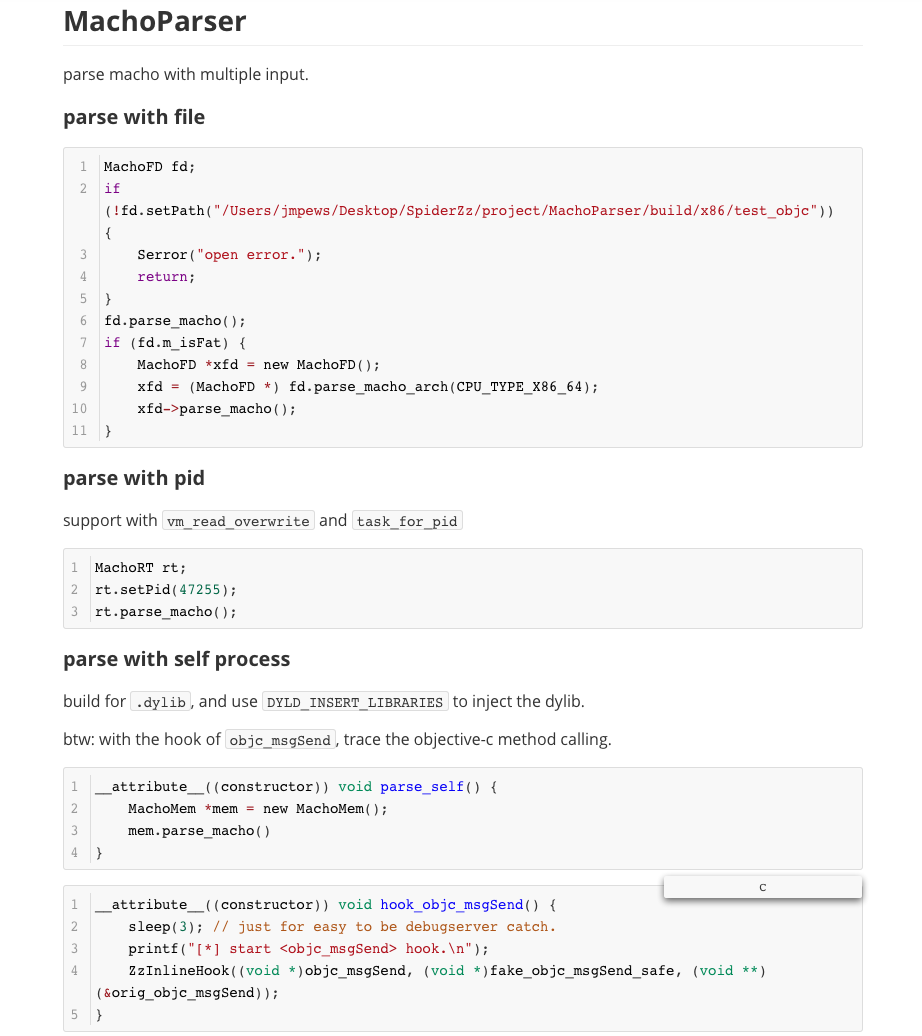 MachoParser
parse macho with multiple input.
parse with file
1 MachoFD fd;
2 if
(!fd.setPath("/Users/jmpews/Desktop/SpiderZz/project/MachoParser/build/x86/test_objc"))
{
3     Serror("open error.");
4     return;
5 }
6 fd.parse_macho();
7 if (fd.m_isFat) {
8     MachoFD *xfd = new MachoFD();
9     xfd = (MachoFD *) fd.parse_macho_arch(CPU_TYPE_X86_64);
10     xfd->parse_macho();
11 }
parse with pid
support with vm_read_overwrite and task_for_pid
1 MachoRT rt;
2 rt.setPid(47255);
3 rt.parse_macho();
parse with self process
build for .dylib, and use DYLD_INSERT_LIBRARIES to inject the dylib.
btw: with the hook of objc_msgSend, trace the objective-c method calling.
1 __attribute__((constructor)) void parse_self() {
2     MachoMem *mem = new MachoMem();
3     mem.parse_macho()
4 }
C
1 __attribute__((constructor)) void hook_objc_msgSend() {
2     sleep(3); // just for easy to be debugserver catch.
3     printf("[*] start <objc_msgSend> hook.\n");
4     ZzInlineHook((void *)objc_msgSend, (void *)fake_objc_msgSend_safe, (void **)
(&orig_objc_msgSend));
5 }